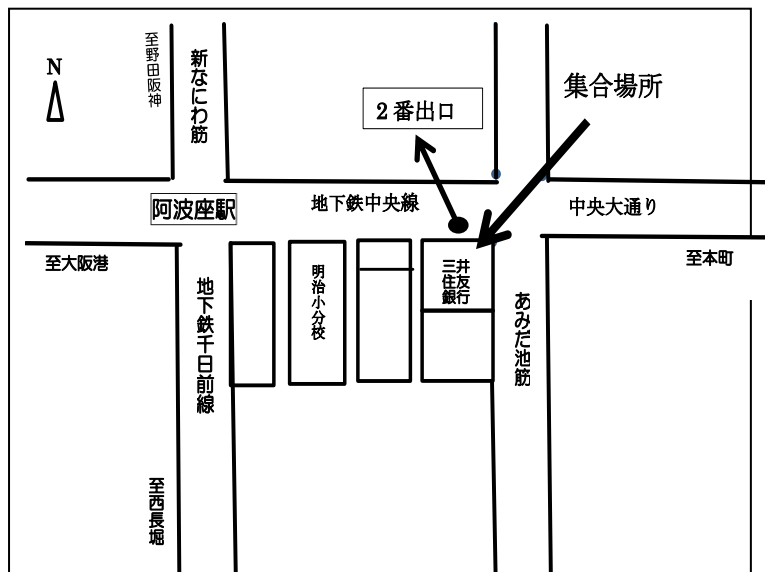 N
至野田阪神
新なにわ筋
2番出口
集合場所
阿波座駅
地下鉄中央線
中央大通り
至大阪港
至本町
地下鉄千日前線
明治小分校
三井
住友
銀行
あみだ池筋
至西長堀